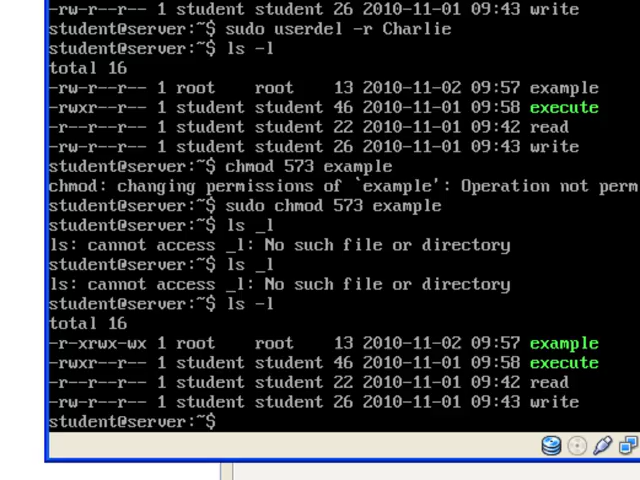 -rw-r--r-- 1 student student 26 2010-11-01 09:43 write
student@server:~$ sudo userdel -r Charlie
student@server:~$ ls -l
total 16
-rw-r--r-- 1 root    root    13 2010-11-02 09:57 example
-rwxr--r-- 1 student student 46 2010-11-01 09:58 execute
-r--r--r-- 1 student student 22 2010-11-01 09:42 read
-rw-r--r-- 1 student student 26 2010-11-01 09:43 write
student@server:~$ chmod 573 example
chmod: changing permissions of `example': Operation not perm
student@server:~$ sudo chmod 573 example
student@server:~$ ls _l
ls: cannot access _l: No such file or directory
student@server:~$ ls _l
ls: cannot access _l: No such file or directory
student@server:~$ ls -l
total 16
-r-xrwx-wx 1 root    root    13 2010-11-02 09:57 example
-rwxr--r-- 1 student student 46 2010-11-01 09:58 execute
-r--r--r-- 1 student student 22 2010-11-01 09:42 read
-rw-r--r-- 1 student student 26 2010-11-01 09:43 write
student@server:~$